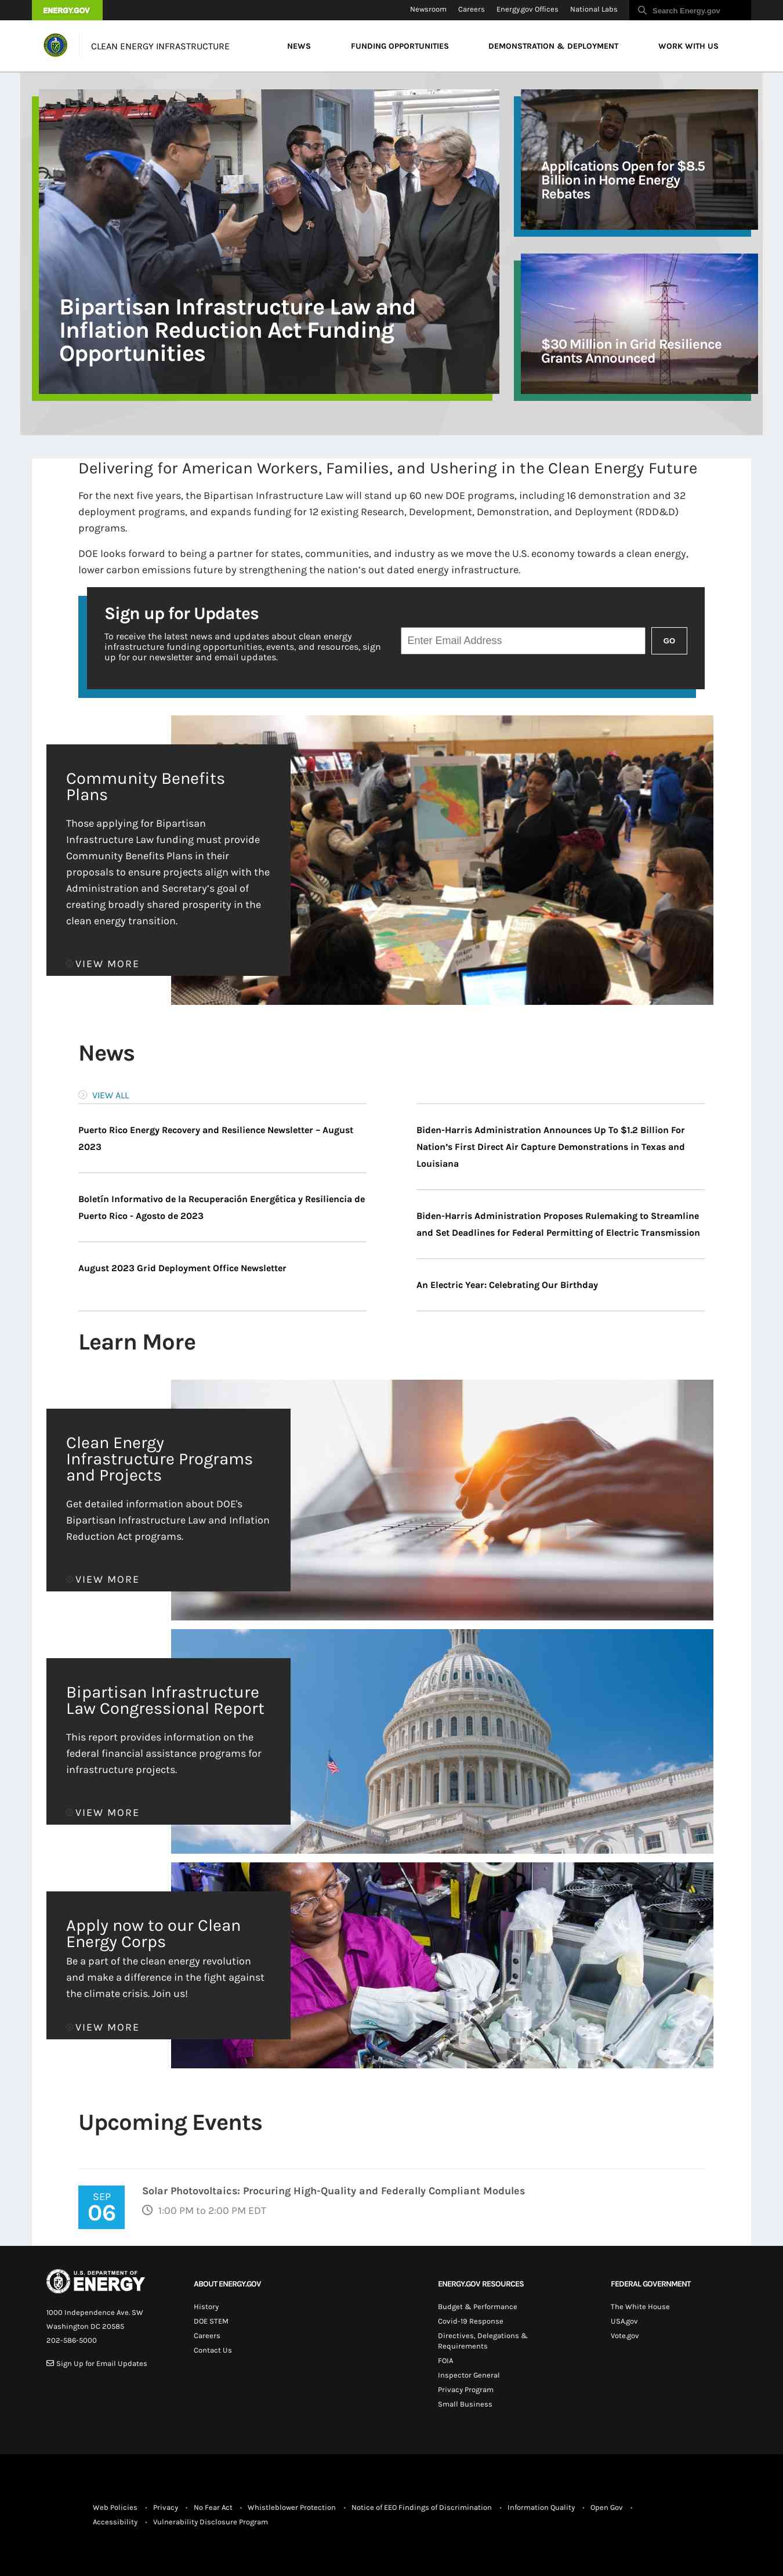 ENERGY.GOV
Newsroom Careers Energy.gov Offices National Labs Search Energy.gov
CLEAN ENERGY INFRASTRUCTURE NEWS FUNDING OPPORTUNITIES DEMONSTRATION & DEPLOYMENT WORK WITH US
Bipartisan Infrastructure Law and
Inflation Reduction Act Funding
Opportunities
Applications Open for $8.5
Billion in Home Energy
Rebates
$30 Million in Grid Resilience
Grants Announced
Delivering for American Workers, Families, and Ushering in the Clean Energy Future
For the next five years, the Bipartisan Infrastructure Law will stand up 60 new DOE programs, including 16 demonstration and 32
deployment programs, and expands funding for 12 existing Research, Development, Demonstration, and Deployment (RDD&D)
programs.
DOE looks forward to being a partner for states, communities, and industry as we move the U.S. economy towards a clean energy,
lower carbon emissions future by strengthening the nation's out dated energy infrastructure.
Sign up for Updates
To receive the latest news and updates about clean energy
infrastructure funding opportunities, events, and resources, sign
up for our newsletter and email updates.
Enter Email Address GO
Community Benefits
Plans
Those applying for Bipartisan
Infrastructure Law funding must provide
Community Benefits Plans in their
proposals to ensure projects align with the
Administration and Secretary's goal of
creating broadly shared prosperity in the
clean energy transition.
VIEW MORE
News
VIEW ALL
Puerto Rico Energy Recovery and Resilience Newsletter – August
2023
Boletín Informativo de la Recuperación Energética y Resiliencia de
Puerto Rico - Agosto de 2023
August 2023 Grid Deployment Office Newsletter
Biden-Harris Administration Announces Up To $1.2 Billion For
Nation's First Direct Air Capture Demonstrations in Texas and
Louisiana
Biden-Harris Administration Proposes Rulemaking to Streamline
and Set Deadlines for Federal Permitting of Electric Transmission
An Electric Year: Celebrating Our Birthday
Learn More
Clean Energy
Infrastructure Programs
and Projects
Get detailed information about DOE's
Bipartisan Infrastructure Law and Inflation
Reduction Act programs.
VIEW MORE
Bipartisan Infrastructure
Law Congressional Report
This report provides information on the
federal financial assistance programs for
infrastructure projects.
VIEW MORE
Apply now to our Clean
Energy Corps
Be a part of the clean energy revolution
and make a difference in the fight against
the climate crisis. Join us!
VIEW MORE
Upcoming Events
SEP
06
Solar Photovoltaics: Procuring High-Quality and Federally Compliant Modules
1:00 PM to 2:00 PM EDT
U.S. DEPARTMENT OF
ENERGY
1000 Independence Ave. SW
Washington DC 20585
202-586-5000
Sign Up for Email Updates
ABOUT ENERGY.GOV
History
DOE STEM
Careers
Contact Us
ENERGY.GOV RESOURCES
Budget & Performance
Covid-19 Response
Directives, Delegations &
Requirements
FOIA
Inspector General
Privacy Program
Small Business
FEDERAL GOVERNMENT
The White House
USA.gov
Vote.gov
Web Policies • Privacy • No Fear Act • Whistleblower Protection • Notice of EEO Findings of Discrimination • Information Quality • Open Gov •
Accessibility • Vulnerability Disclosure Program